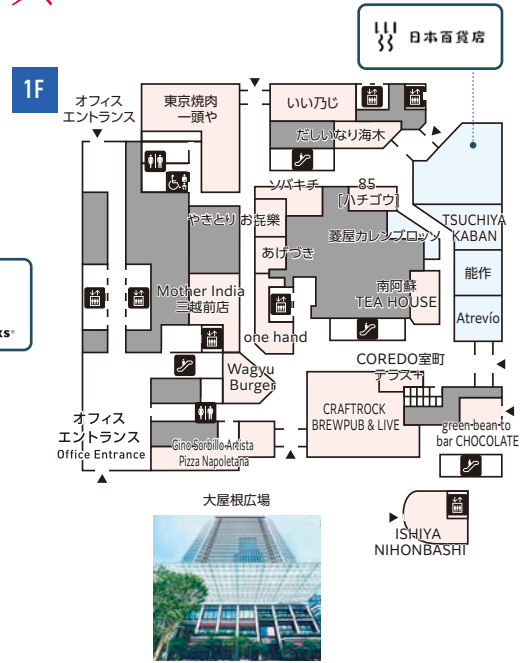 日本百貨店
1F
オフィス
エントランス
東京焼肉
一頭や
いい乃じ
だしいなり海木
ソバキチ
85
[ハチゴウ]
やきとり お㐂樂
菱屋カレンブロッソ
TSUCHIYA
KABAN
あげづき
能作
Mother India
三越前店
南阿蘇
TEA HOUSE
Atrevío
ks®
one hand
COREDO室町
テラス+
Wagyu
Burger
CRAFTROCK
BREWPUB & LIVE
green bean to
bar CHOCOLATE
オフィス
エントランス
Office Entrance
Gino Sorbillo Artista
Pizza Napoletana
大屋根広場
ISHIYA
NIHONBASHI